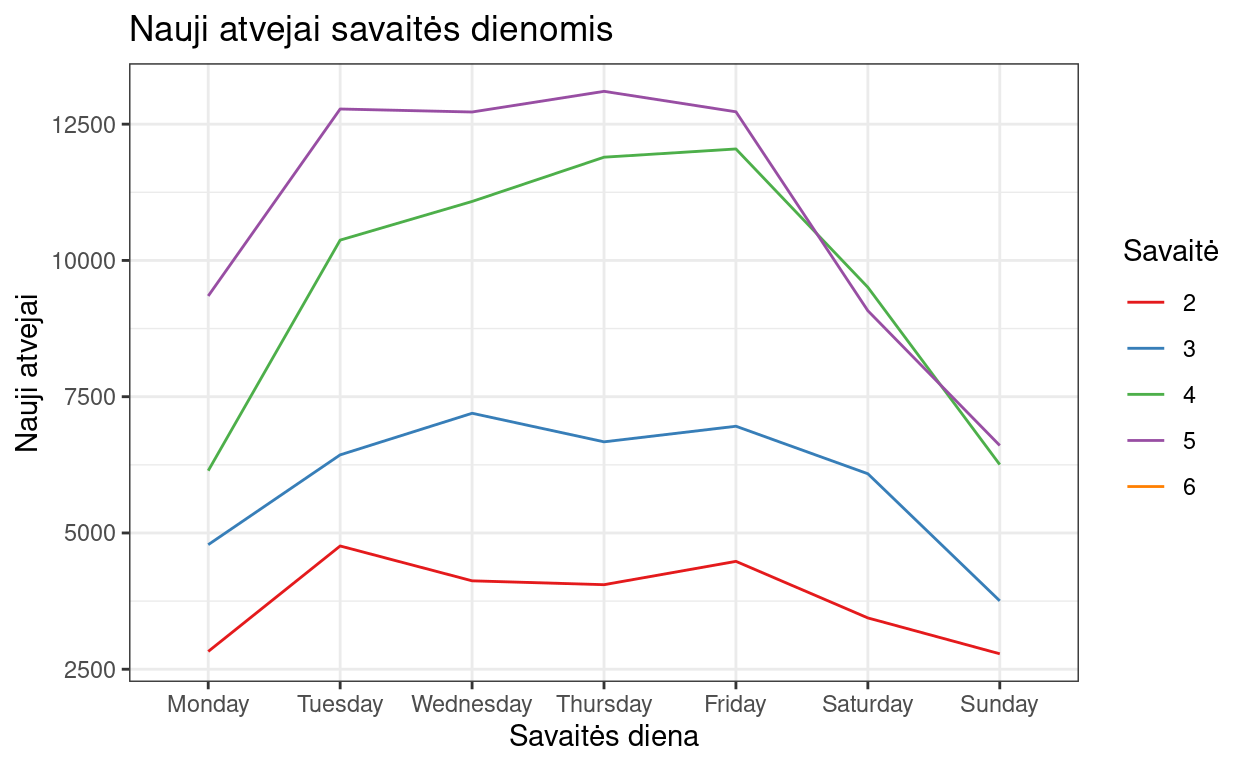 Nauji atvejai savaitės dienomis
Nauji atvejai
12500
10000
7500
5000
2500
Monday Tuesday Wednesday Thursday Friday Saturday Sunday
Savaitės diena
Savaitė
2
3
4
5
6